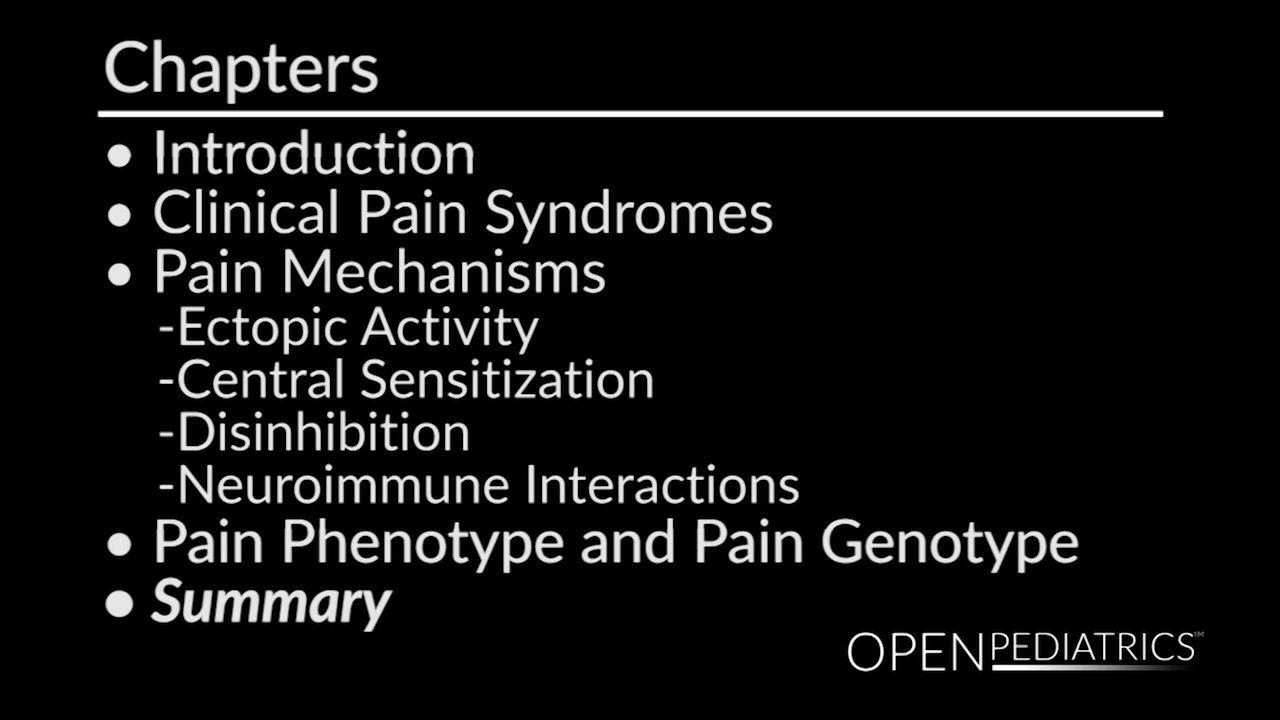 Chapters
• Introduction
• Clinical Pain Syndromes
• Pain Mechanisms
-Ectopic Activity
-Central Sensitization
-Disinhibition
-Neuroimmune Interactions
• Pain Phenotype and Pain Genotype
• Summary
OPENPEDIATRICS™